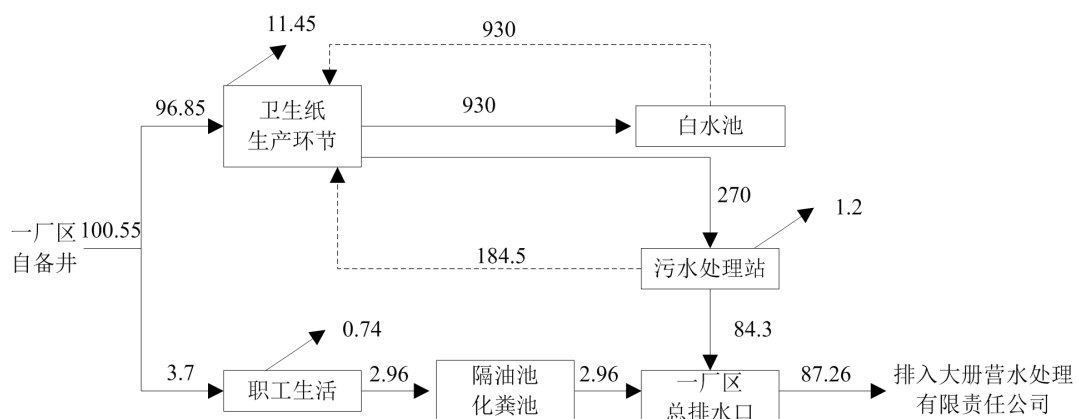 11.45
930
96.85
卫生纸
生产环节
930
白水池
270
1.2
一厂区
自备井
100.55
184.5
污水处理站
0.74
84.3
3.7
职工生活
2.96
隔油池
化粪池
2.96
一厂区
总排水口
87.26
排入大册营水处理
有限责任公司